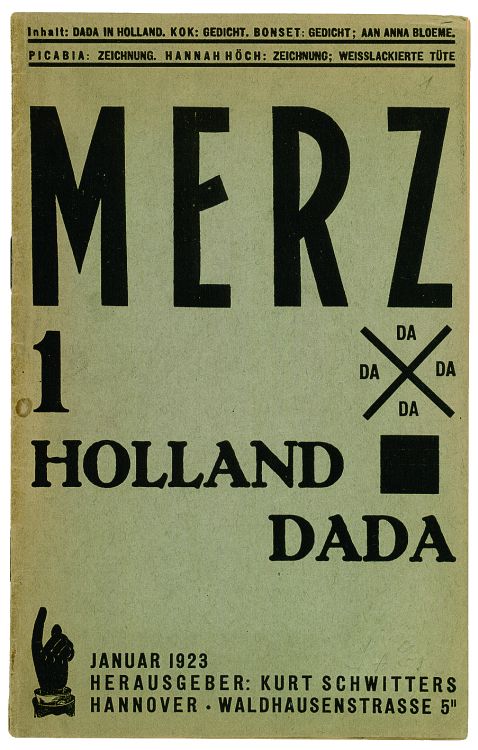 Inhalt: DADA IN HOLLAND. KOK: GEDICHT. BONSET: GEDICHT; AAN ANNA BLOEME.
PICABIA: ZEICHNUNG. HANNAH HÖCH: ZEICHNUNG; WEISSLACKIERTE TÜTE
MERZ
1
DA
DA DA
DA
HOLLAND
DADA
JANUAR 1923
HERAUSGEBER: KURT SCHWITTERS
HANNOVER · WALDHAUSENSTRASSE 5"